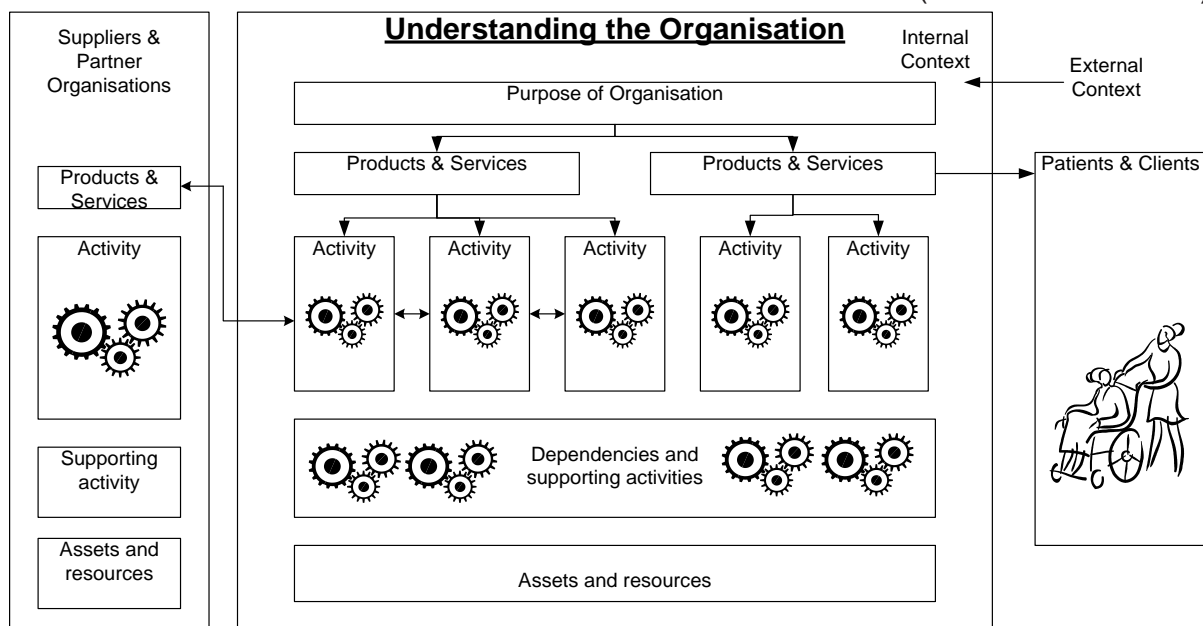 Understanding the Organisation
Suppliers &
Partner
Organisations
Internal
Context
External
Context
Purpose of Organisation
Products & Services
Products & Services
Patients & Clients
Products &
Services
Activity
Activity
Activity
Activity
Activity
Activity
Supporting
activity
Dependencies and
supporting activities
Assets and
resources
Assets and resources